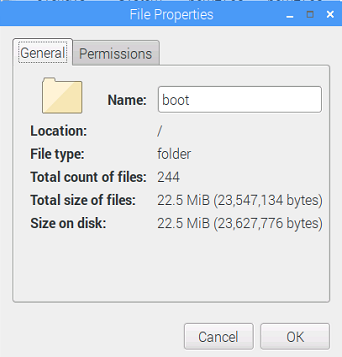 File Properties
General Permissions
Name: boot
Location: /
File type: folder
Total count of files: 244
Total size of files: 22.5 MiB (23,547,134 bytes)
Size on disk: 22.5 MiB (23,627,776 bytes)
Cancel OK